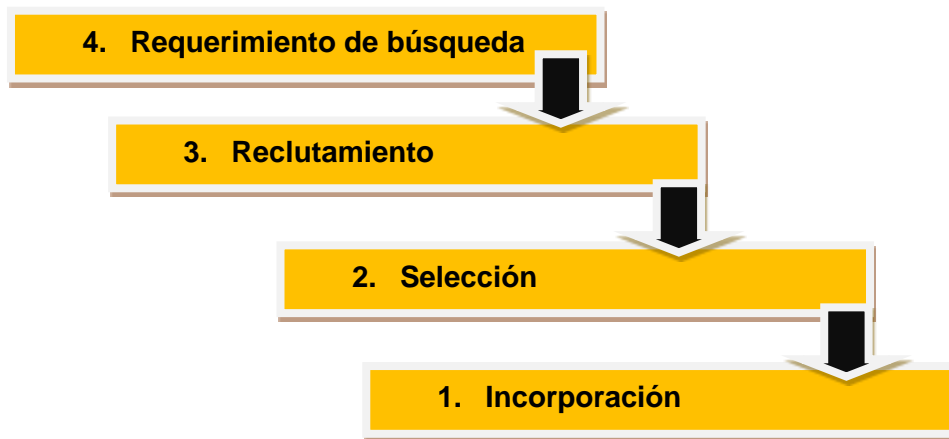 4. Requerimiento de búsqueda
3. Reclutamiento
2. Selección
1. Incorporación